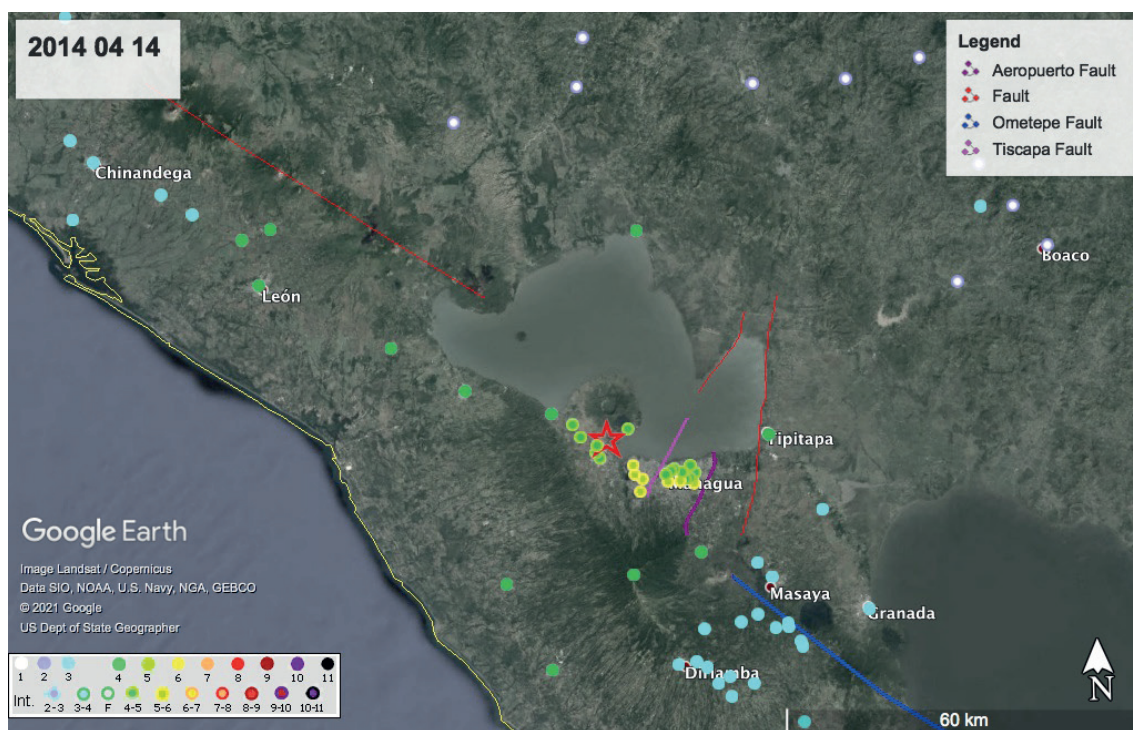 2014 04 14
Legend
Aeropuerto Fault
Fault
Ometepe Fault
Tiscapa Fault
Chinandega
León
Boaco
Tipitapa
Managua
Masaya
Granada
Diriamba
Google Earth
Image Landsat / Copernicus
Data SIO, NOAA, U.S. Navy, NGA, GEBCO
© 2021 Google
US Dept of State Geographer
1 2 3 4 5 6 7 8 9 10 11
Int. 2-3 3-4 F 4-5 5-6 6-7 7-8 8-9 9-10 10-11
N
60 km